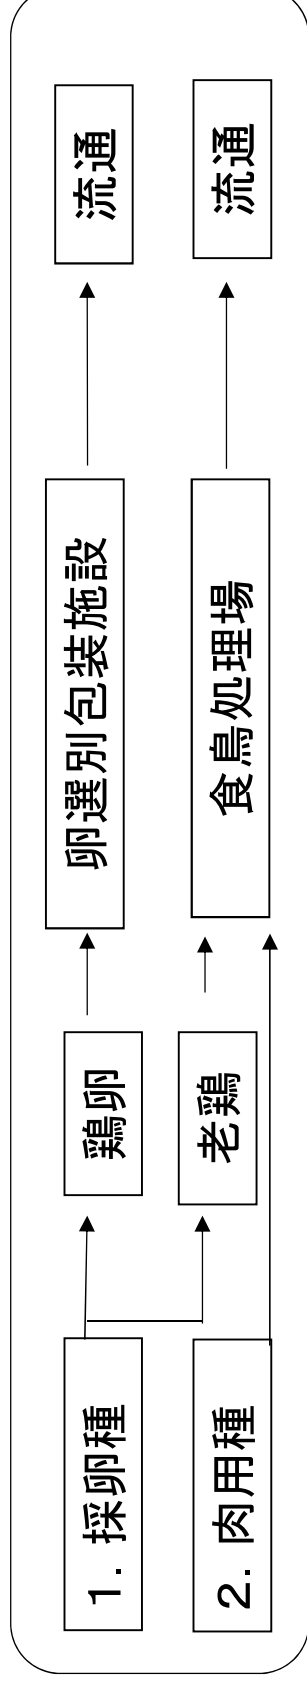 1. 採卵種
鶏卵
卵選別包装施設
流通
老鶏
2. 肉用種
食鳥処理場
流通